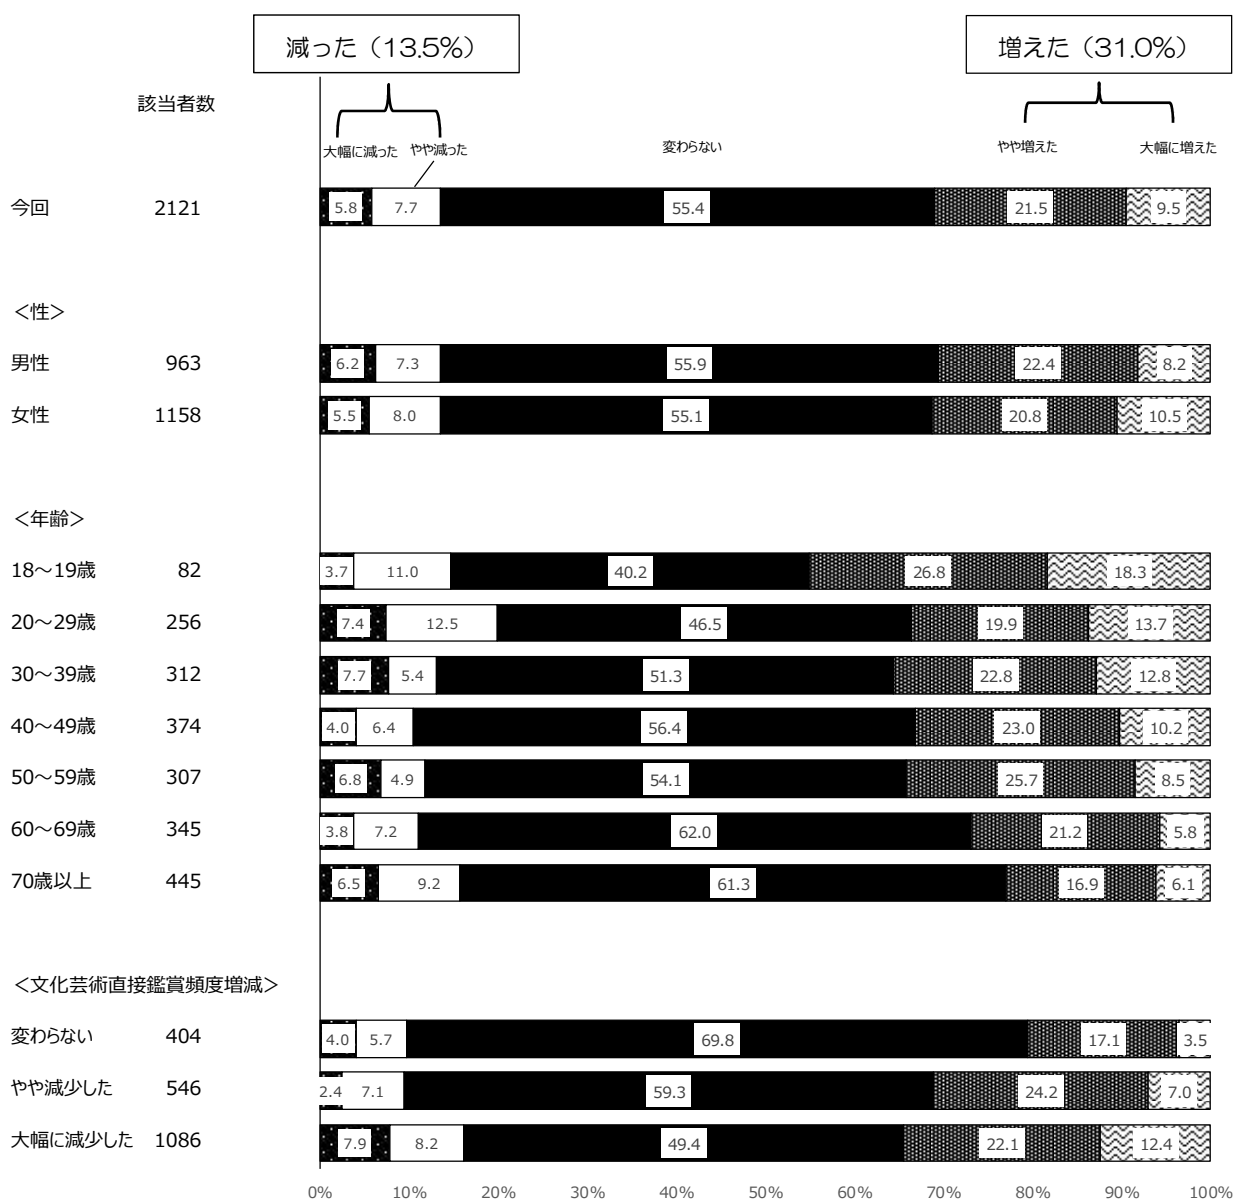 減った（13.5%） 増えた（31.0%）
該当者数
大幅に減った やや減った 変わらない やや増えた 大幅に増えた
今回 2121 5.8 7.7 55.4 21.5 9.5
＜性＞
男性 963 6.2 7.3 55.9 22.4 8.2
女性 1158 5.5 8.0 55.1 20.8 10.5
＜年齢＞
18～19歳 82 3.7 11.0 40.2 26.8 18.3
20～29歳 256 7.4 12.5 46.5 19.9 13.7
30～39歳 312 7.7 5.4 51.3 22.8 12.8
40～49歳 374 4.0 6.4 56.4 23.0 10.2
50～59歳 307 6.8 4.9 54.1 25.7 8.5
60～69歳 345 3.8 7.2 62.0 21.2 5.8
70歳以上 445 6.5 9.2 61.3 16.9 6.1
＜文化芸術直接鑑賞頻度増減＞
変わらない 404 4.0 5.7 69.8 17.1 3.5
やや減少した 546 2.4 7.1 59.3 24.2 7.0
大幅に減少した 1086 7.9 8.2 49.4 22.1 12.4
0% 10% 20% 30% 40% 50% 60% 70% 80% 90% 100%